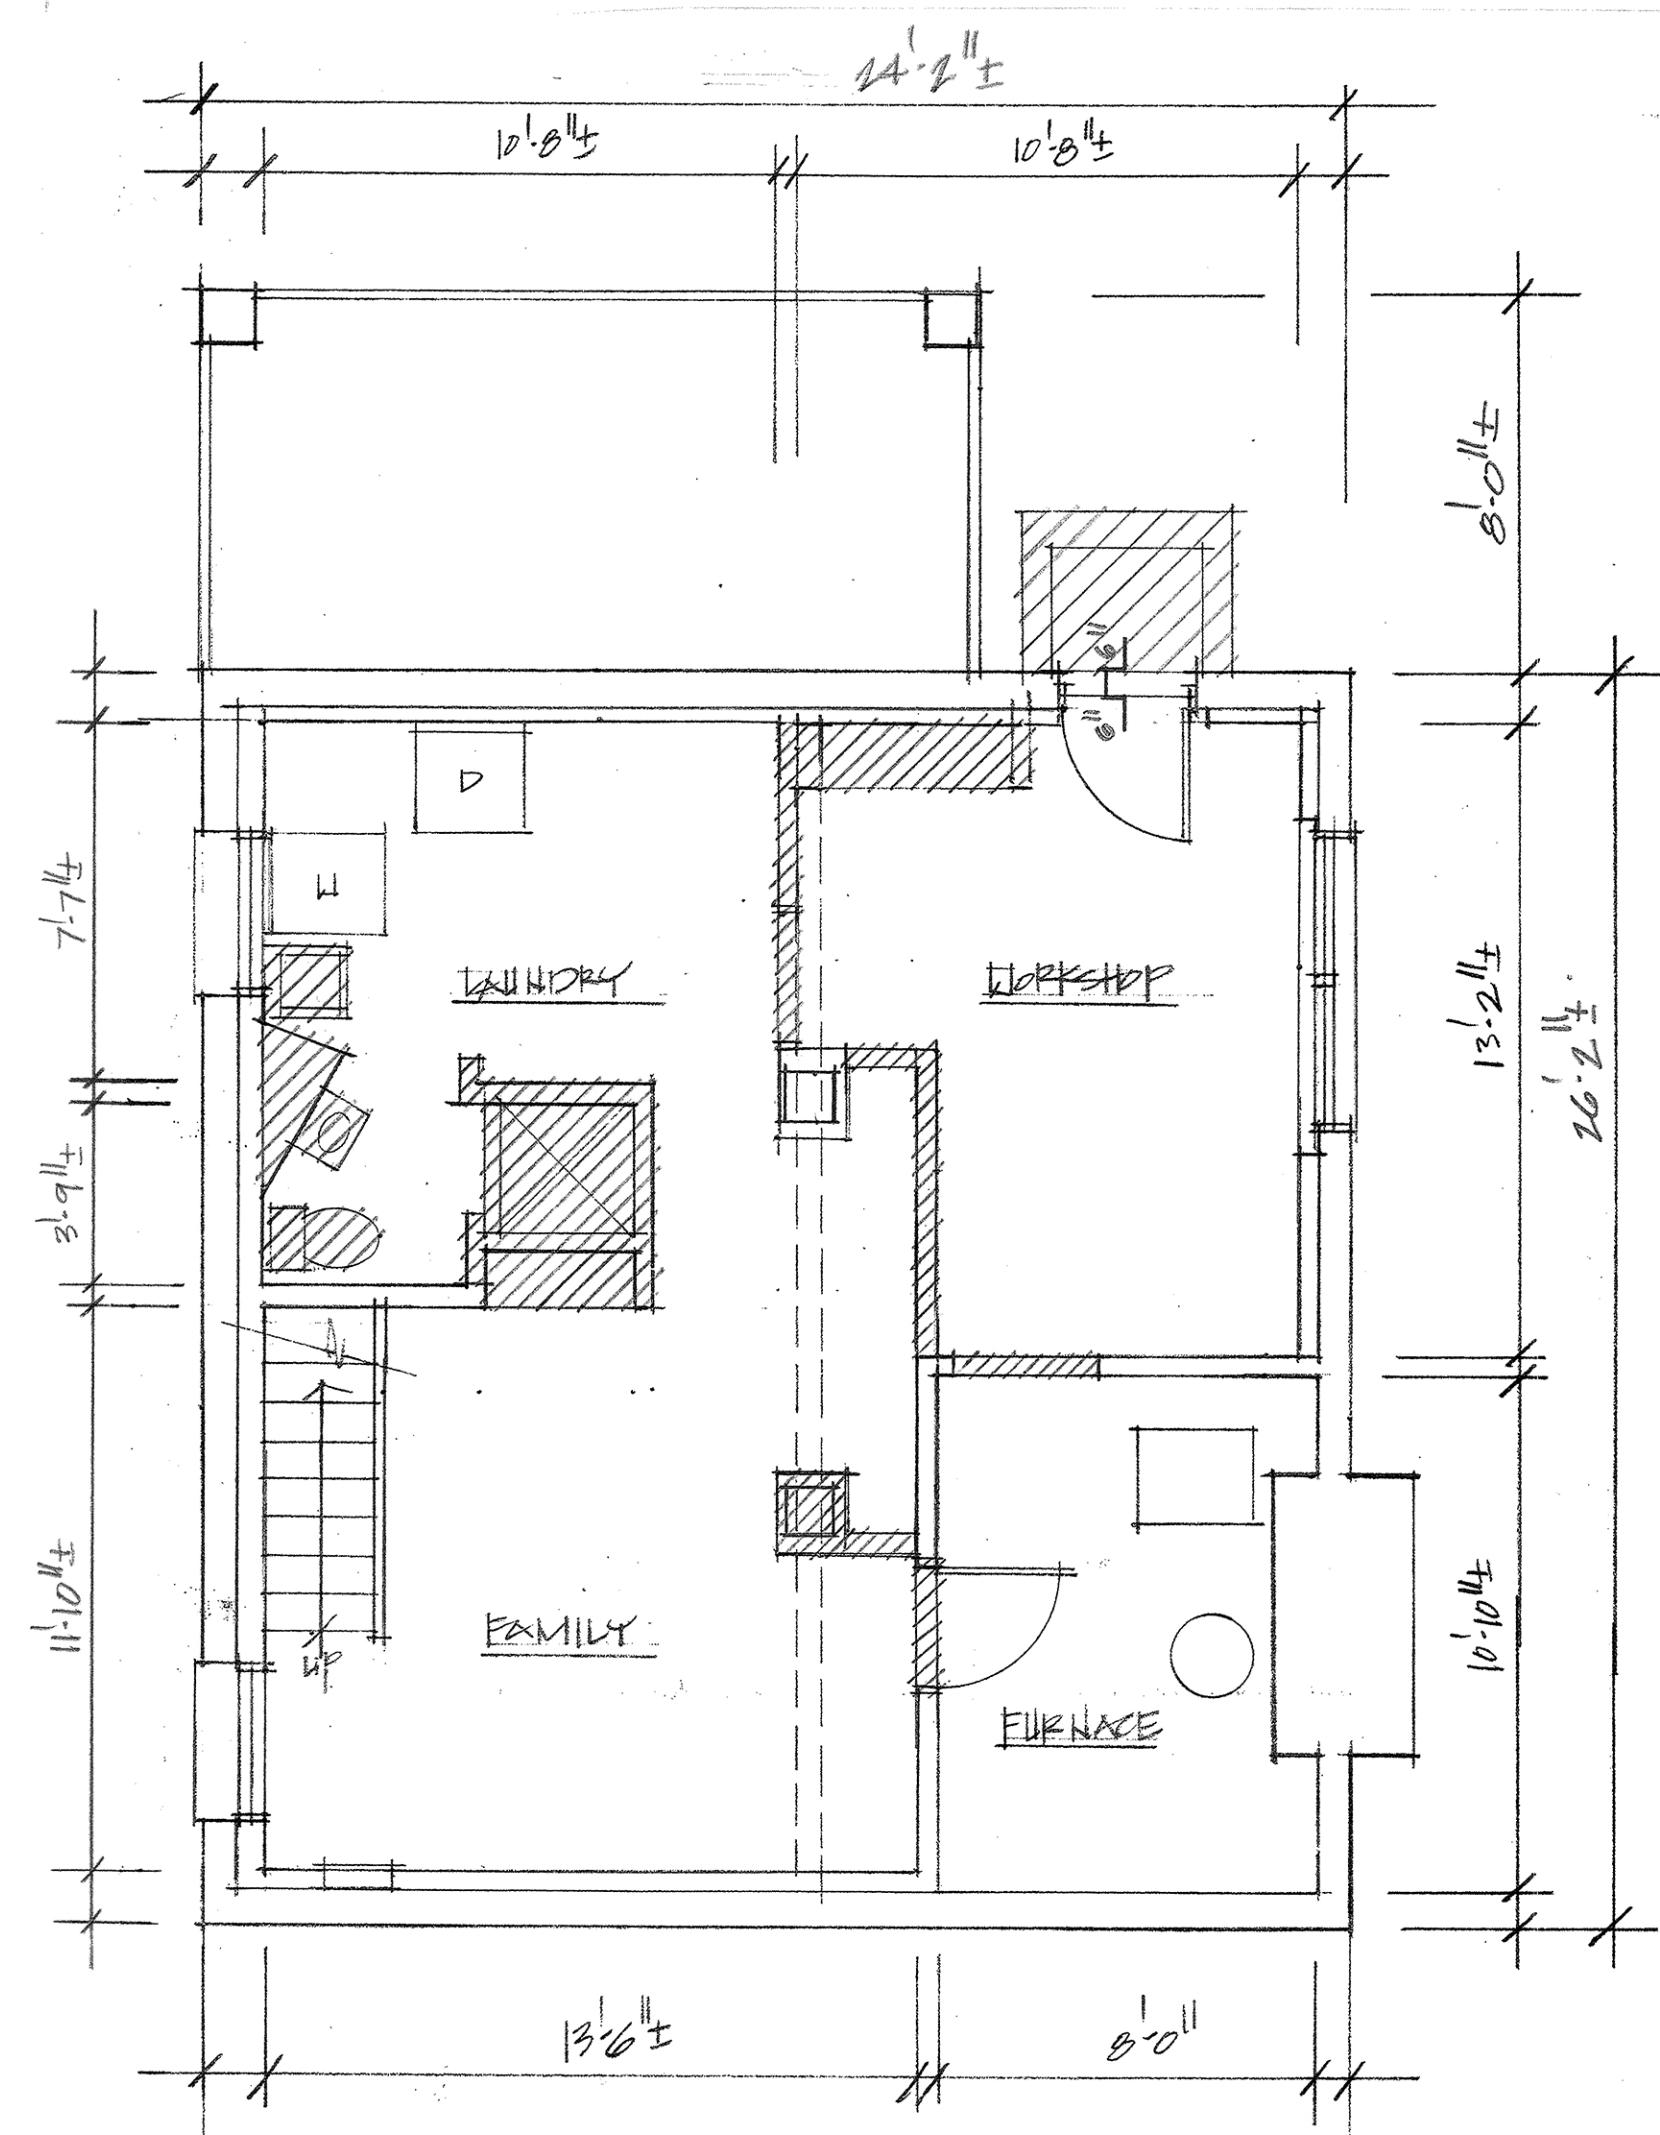 24'-2"±
10'-8"±
10'-8"±
8'-0"±
6"
6"
D
W
7'-7"±
LAUNDRY
WORKSHOP
13'-2"±
26'-2"±
3'-9"±
11'-10"±
UP
FAMILY
10'-10"±
FURNACE
13'-6"±
8'-0"